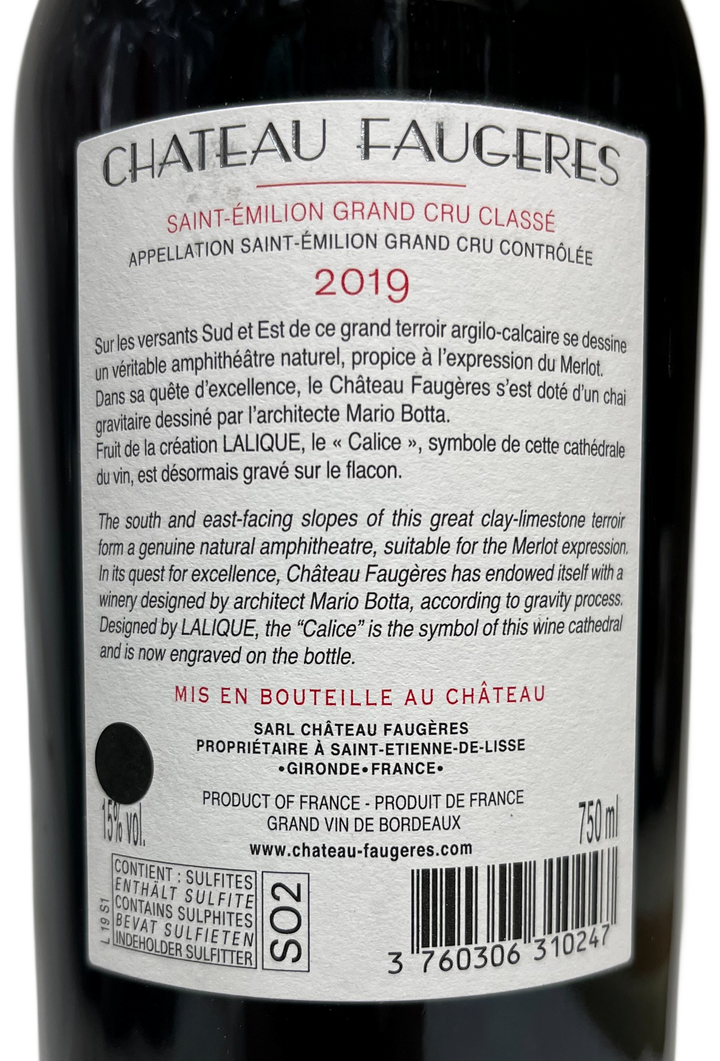 CHATEAU FAUGERES
SAINT-ÉMILION GRAND CRU CLASSÉ
APPELLATION SAINT-ÉMILION GRAND CRU CONTRÔLÉE
2019
Sur les versants Sud et Est de ce grand terroir argilo-calcaire se dessine
un véritable amphithéâtre naturel, propice à l'expression du Merlot.
Dans sa quête d'excellence, le Château Faugères s'est doté d'un chai
gravitaire dessiné par l'architecte Mario Botta.
Fruit de la création LALIQUE, le « Calice », symbole de cette cathédrale
du vin, est désormais gravé sur le flacon.
The south and east-facing slopes of this great clay-limestone terroir
form a genuine natural amphitheatre, suitable for the Merlot expression.
In its quest for excellence, Château Faugères has endowed itself with a
winery designed by architect Mario Botta, according to gravity process.
Designed by LALIQUE, the "Calice" is the symbol of this wine cathedral
and is now engraved on the bottle.
MIS EN BOUTEILLE AU CHÂTEAU
SARL CHÂTEAU FAUGÈRES
PROPRIÉTAIRE À SAINT-ETIENNE-DE-LISSE
•GIRONDE•FRANCE•
PRODUCT OF FRANCE - PRODUIT DE FRANCE
GRAND VIN DE BORDEAUX
www.chateau-faugeres.com
15% vol.
750 ml
CONTIENT : SULFITES
ENTHÄLT SULFITE
CONTAINS SULPHITES
BEVAT SULFIETEN
INDEHOLDER SULFITTER
SO2
L 19 S1
3 760306 310247